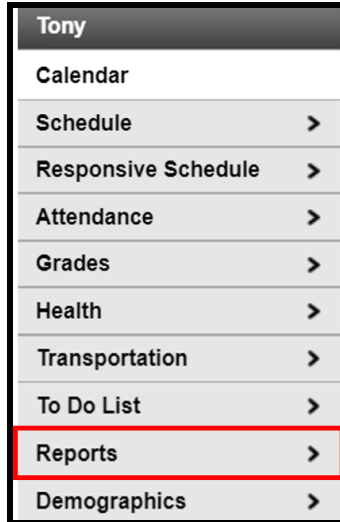 Tony
Calendar
Schedule
Responsive Schedule
Attendance
Grades
Health
Transportation
To Do List
Reports
Demographics